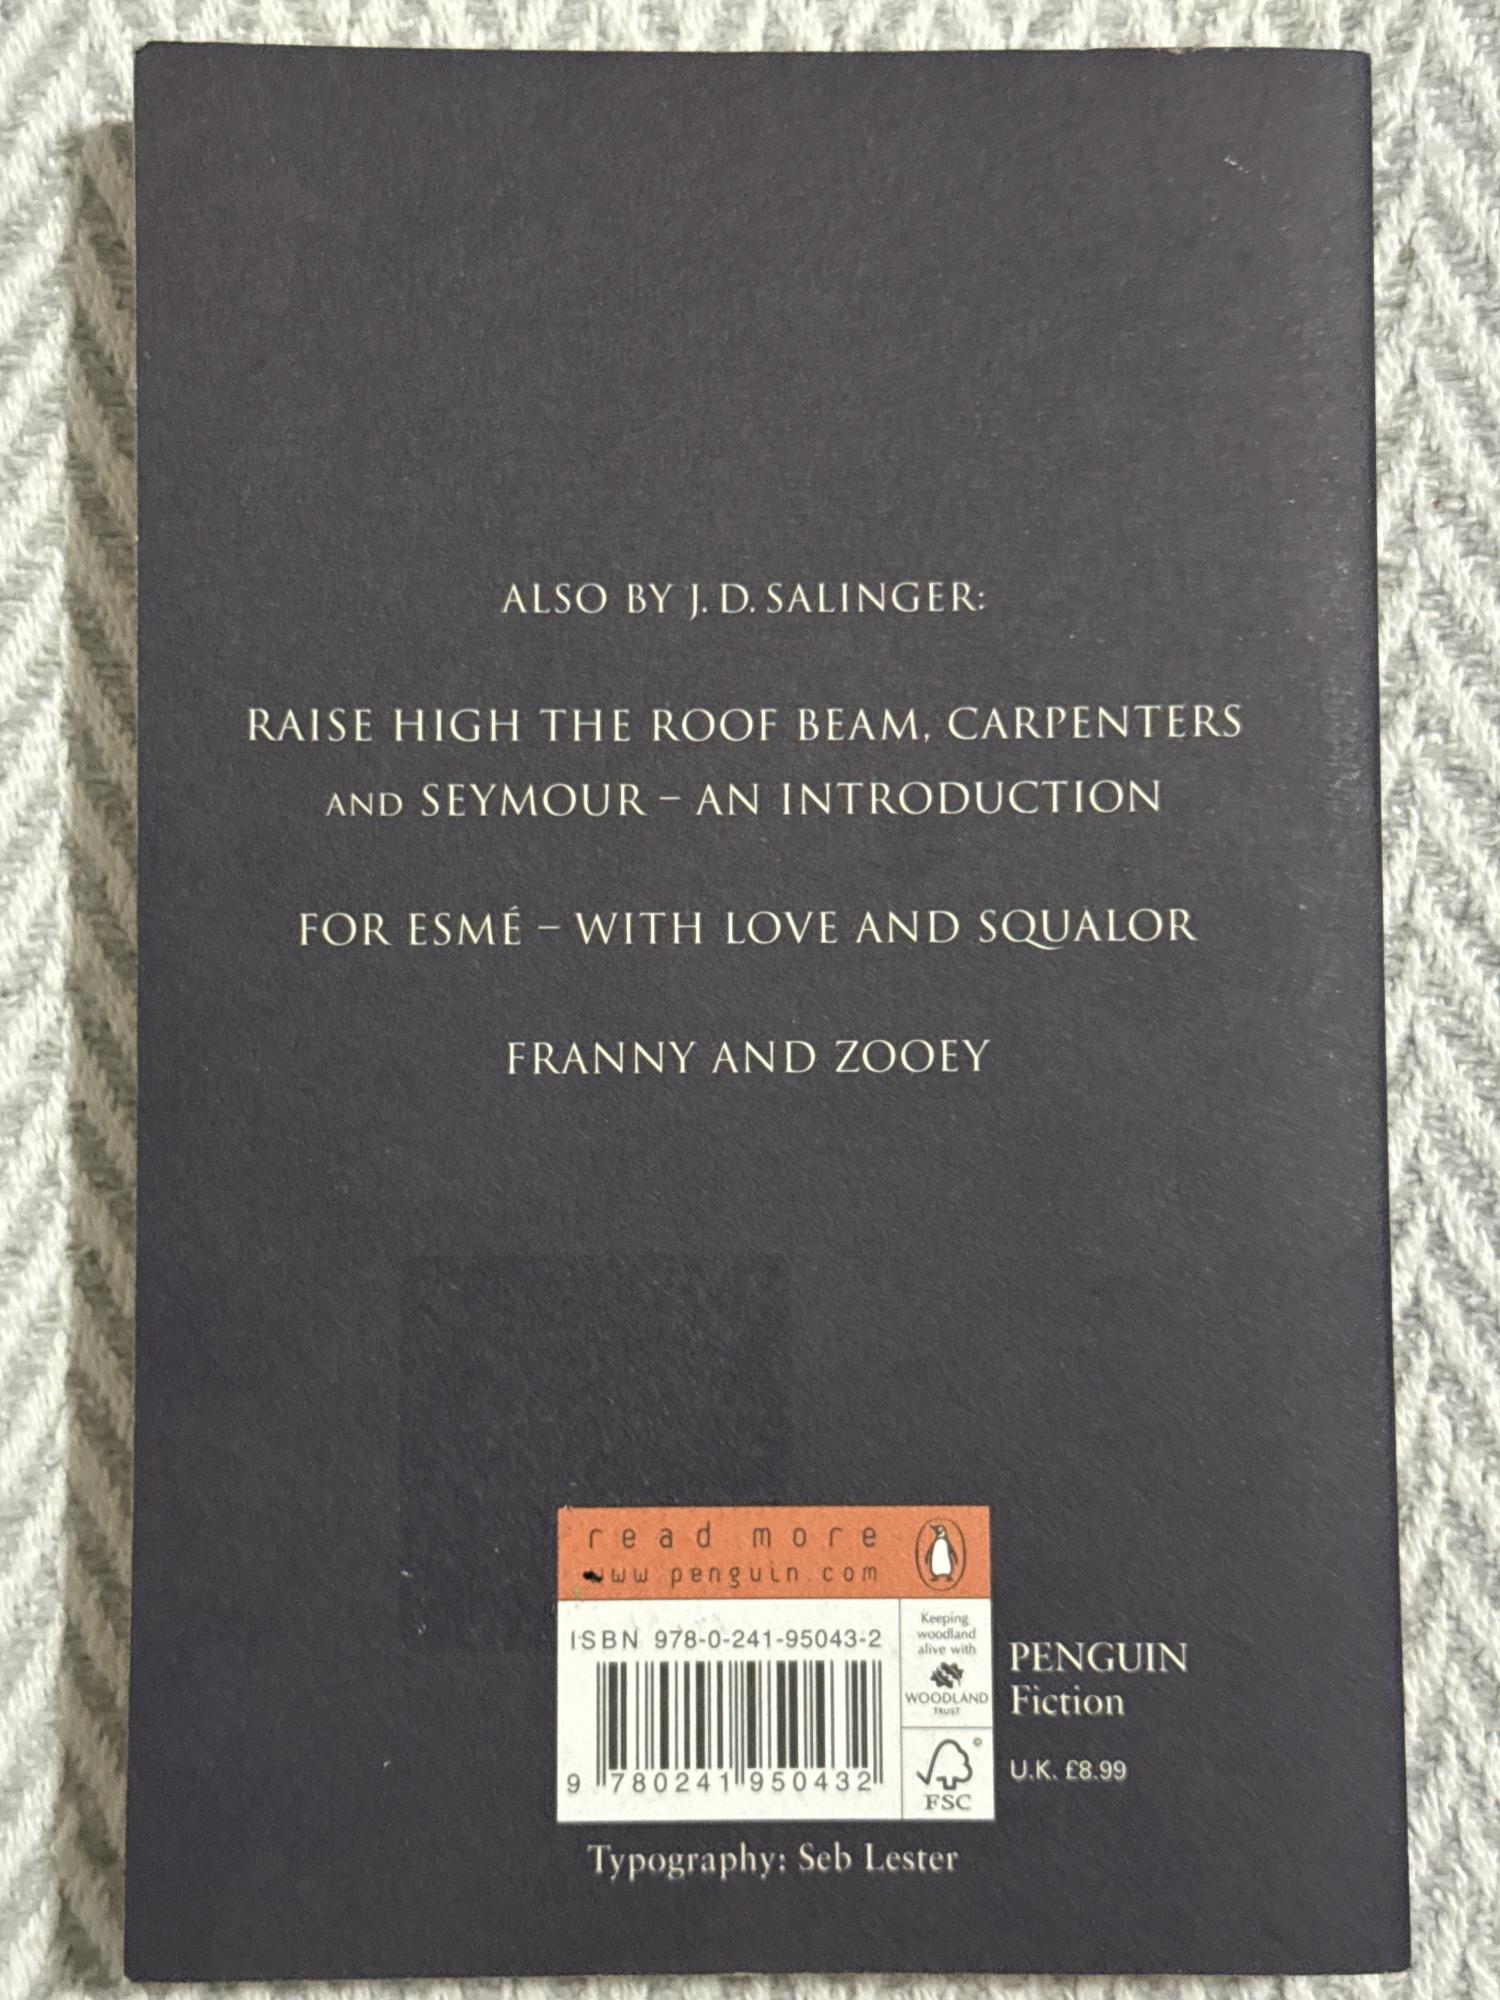 ALSO BY J. D. SALINGER:
RAISE HIGH THE ROOF BEAM, CARPENTERS
AND SEYMOUR – AN INTRODUCTION
FOR ESMÉ – WITH LOVE AND SQUALOR
FRANNY AND ZOOEY
read more
www.penguin.com
ISBN 978-0-241-95043-2
9 780241 950432
Keeping
woodland
alive with
WOODLAND
TRUST
©
FSC
PENGUIN
Fiction
U.K. £8.99
Typography: Seb Lester